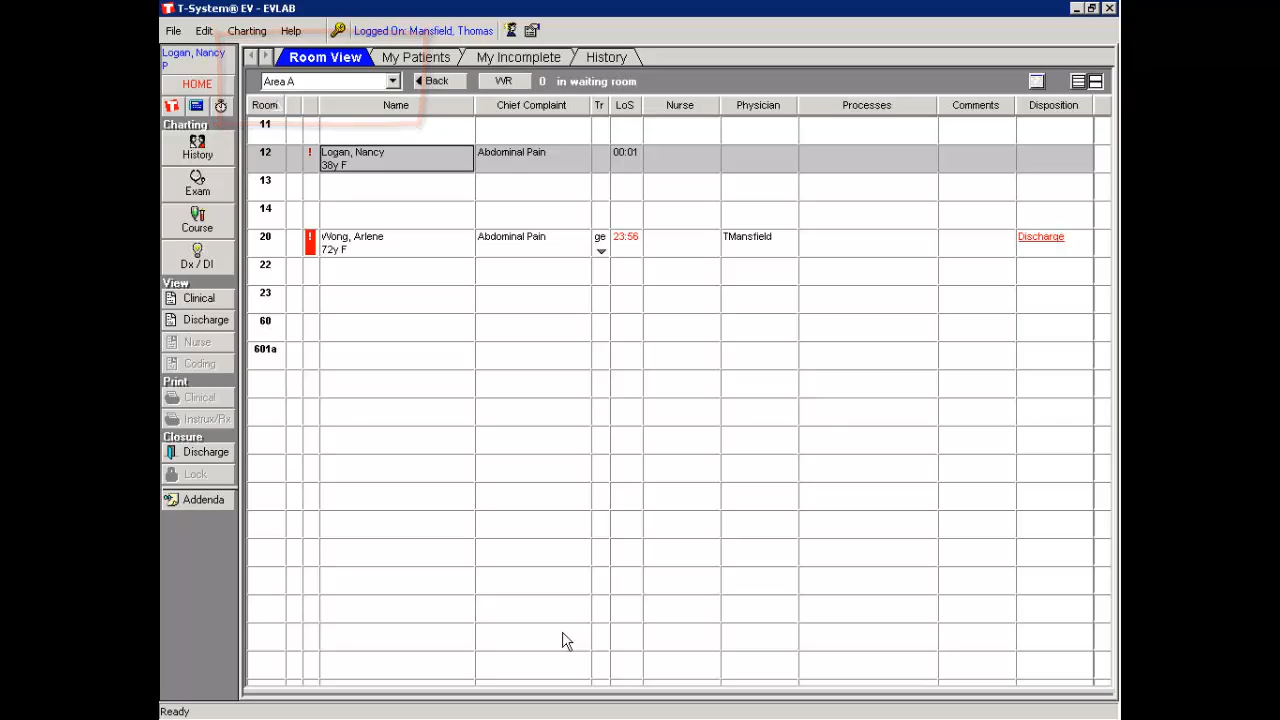 T-System® EV - EVLAB
File Edit Charting Help Logged On: Mansfield, Thomas
Logan, Nancy
P
HOME
Room View My Patients My Incomplete History
Area A Back WR 0 in waiting room
Room Name Chief Complaint Tr LoS Nurse Physician Processes Comments Disposition
11
12 ! Logan, Nancy Abdominal Pain 00:01
38y F
13
14
20 ! Wong, Arlene Abdominal Pain ge 23:56 TMansfield Discharge
72y F
22
23
60
601a
Charting
History
Exam
Course
Dx / DI
View
Clinical
Discharge
Nurse
Coding
Print
Clinical
Instrux/Rx
Closure
Discharge
Lock
Addenda
Ready